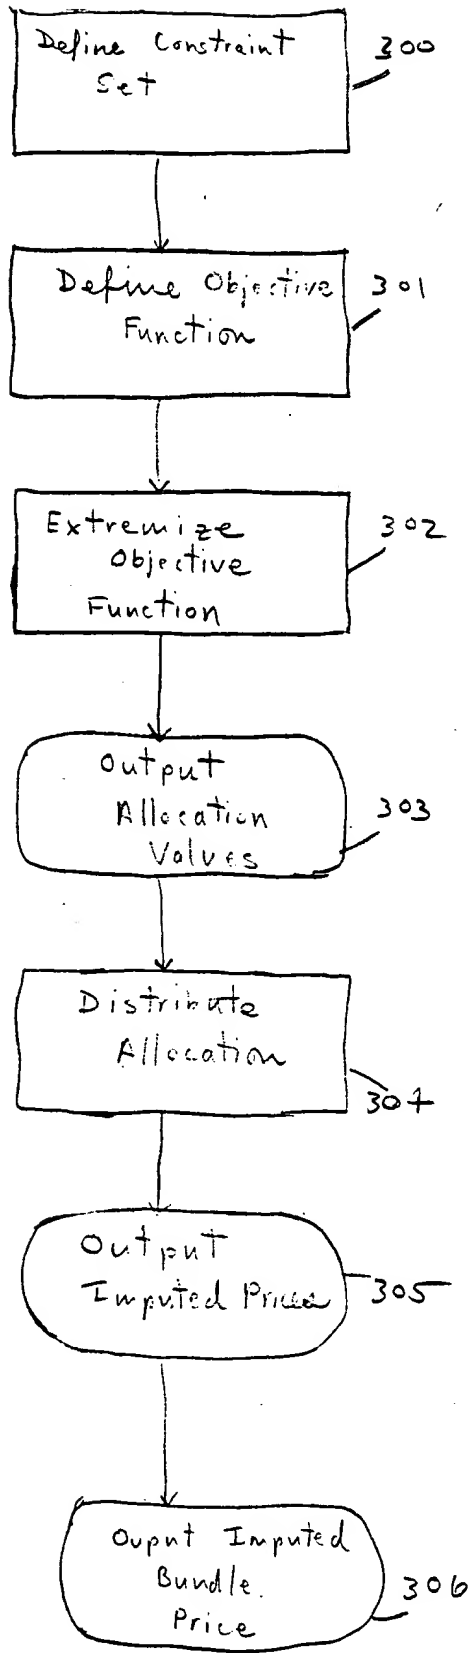 Define Constraint
Set
300
Define Objective
Function
301
Extremize
Objective
Function
302
Output
Allocation
Values
303
Distribute
Allocation
304
Output
Imputed Prices
305
Ouput Imputed
Bundle.
Price
306